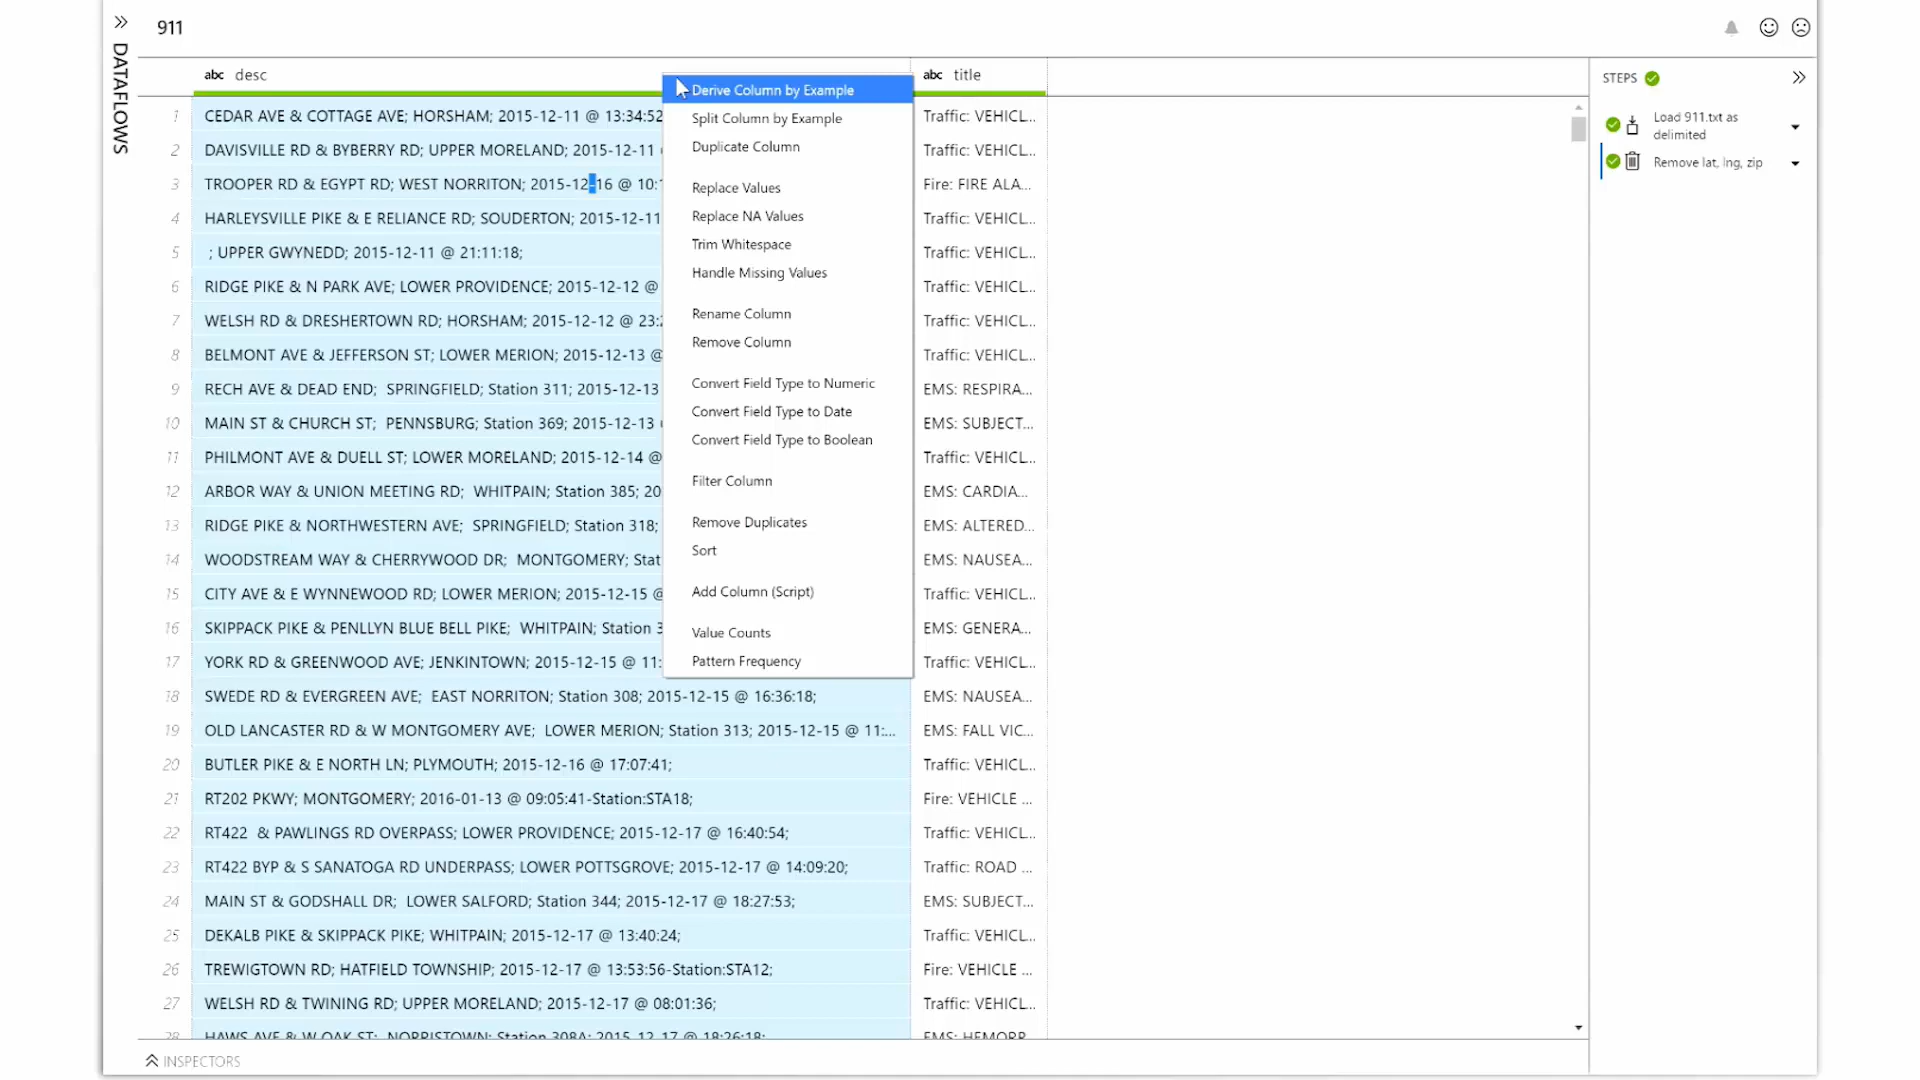 911
DATAFLOWS
abc desc
abc title
1 CEDAR AVE & COTTAGE AVE; HORSHAM; 2015-12-11 @ 13:34:52 Traffic: VEHICL...
2 DAVISVILLE RD & BYBERRY RD; UPPER MORELAND; 2015-12-11 Traffic: VEHICL...
3 TROOPER RD & EGYPT RD; WEST NORRITON; 2015-12-16 @ 10:1 Fire: FIRE ALA...
4 HARLEYSVILLE PIKE & E RELIANCE RD; SOUDERTON; 2015-12-11 Traffic: VEHICL...
5 ; UPPER GWYNEDD; 2015-12-11 @ 21:11:18; Traffic: VEHICL...
6 RIDGE PIKE & N PARK AVE; LOWER PROVIDENCE; 2015-12-12 @ Traffic: VEHICL...
7 WELSH RD & DRESHERTOWN RD; HORSHAM; 2015-12-12 @ 23:2 Traffic: VEHICL...
8 BELMONT AVE & JEFFERSON ST; LOWER MERION; 2015-12-13 @ Traffic: VEHICL...
9 RECH AVE & DEAD END;  SPRINGFIELD; Station 311; 2015-12-13 EMS: RESPIRA...
10 MAIN ST & CHURCH ST;  PENNSBURG; Station 369; 2015-12-13 EMS: SUBJECT...
11 PHILMONT AVE & DUELL ST; LOWER MORELAND; 2015-12-14 @ Traffic: VEHICL...
12 ARBOR WAY & UNION MEETING RD;  WHITPAIN; Station 385; 20 EMS: CARDIA...
13 RIDGE PIKE & NORTHWESTERN AVE;  SPRINGFIELD; Station 318; EMS: ALTERED...
14 WOODSTREAM WAY & CHERRYWOOD DR;  MONTGOMERY; Stat EMS: NAUSEA...
15 CITY AVE & E WYNNEWOOD RD; LOWER MERION; 2015-12-15 @ Traffic: VEHICL...
16 SKIPPACK PIKE & PENLLYN BLUE BELL PIKE;  WHITPAIN; Station 3 EMS: GENERA...
17 YORK RD & GREENWOOD AVE; JENKINTOWN; 2015-12-15 @ 11: Traffic: VEHICL...
18 SWEDE RD & EVERGREEN AVE;  EAST NORRITON; Station 308; 2015-12-15 @ 16:36:18; EMS: NAUSEA...
19 OLD LANCASTER RD & W MONTGOMERY AVE;  LOWER MERION; Station 313; 2015-12-15 @ 11:... EMS: FALL VIC...
20 BUTLER PIKE & E NORTH LN; PLYMOUTH; 2015-12-16 @ 17:07:41; Traffic: VEHICL...
21 RT202 PKWY; MONTGOMERY; 2016-01-13 @ 09:05:41-Station:STA18; Fire: VEHICLE ...
22 RT422  & PAWLINGS RD OVERPASS; LOWER PROVIDENCE; 2015-12-17 @ 16:40:54; Traffic: VEHICL...
23 RT422 BYP & S SANATOGA RD UNDERPASS; LOWER POTTSGROVE; 2015-12-17 @ 14:09:20; Traffic: ROAD ...
24 MAIN ST & GODSHALL DR;  LOWER SALFORD; Station 344; 2015-12-17 @ 18:27:53; EMS: SUBJECT...
25 DEKALB PIKE & SKIPPACK PIKE; WHITPAIN; 2015-12-17 @ 13:40:24; Traffic: VEHICL...
26 TREWIGTOWN RD; HATFIELD TOWNSHIP; 2015-12-17 @ 13:53:56-Station:STA12; Fire: VEHICLE ...
27 WELSH RD & TWINING RD; UPPER MORELAND; 2015-12-17 @ 08:01:36; Traffic: VEHICL...
28 HAWS AVE & W OAK ST;  NORRISTOWN; Station 308A; 2015-12-17 @ 18:26:18; EMS: HEMORR...
Derive Column by Example
Split Column by Example
Duplicate Column
Replace Values
Replace NA Values
Trim Whitespace
Handle Missing Values
Rename Column
Remove Column
Convert Field Type to Numeric
Convert Field Type to Date
Convert Field Type to Boolean
Filter Column
Remove Duplicates
Sort
Add Column (Script)
Value Counts
Pattern Frequency
STEPS
Load 911.txt as
delimited
Remove lat, lng, zip
INSPECTORS